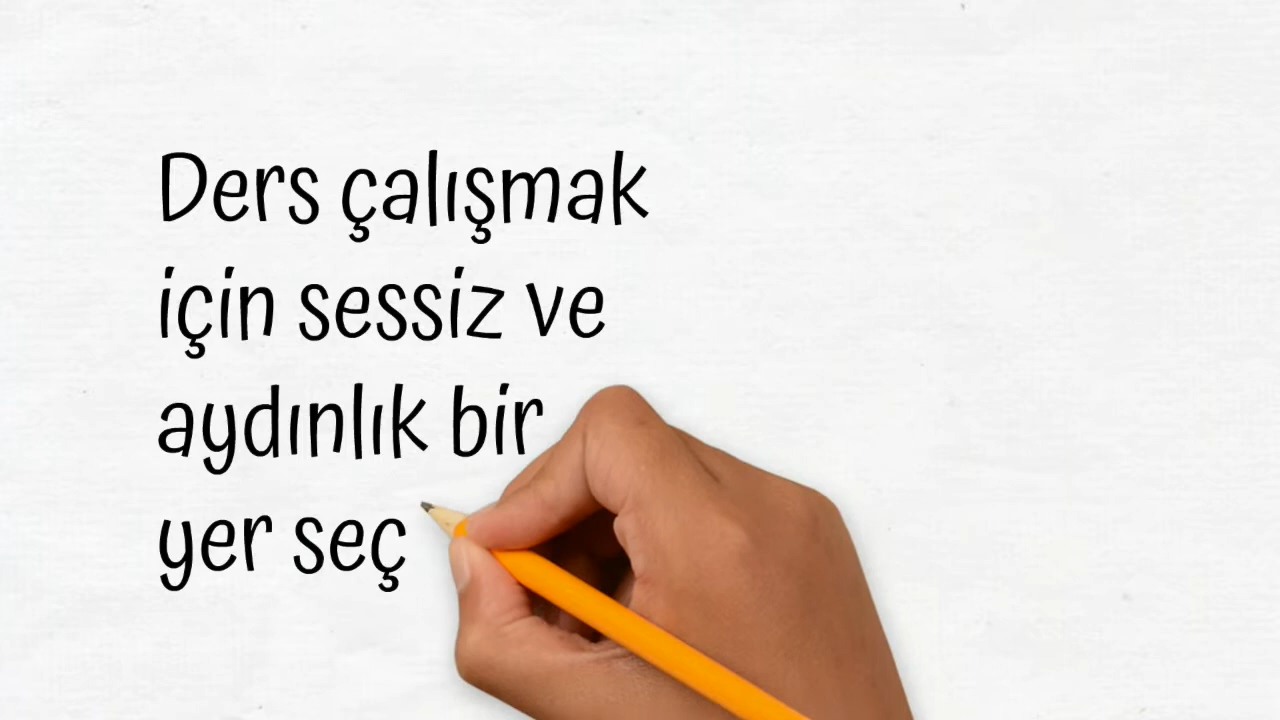 Ders çalışmak
için sessiz ve
aydınlık bir
yer seç